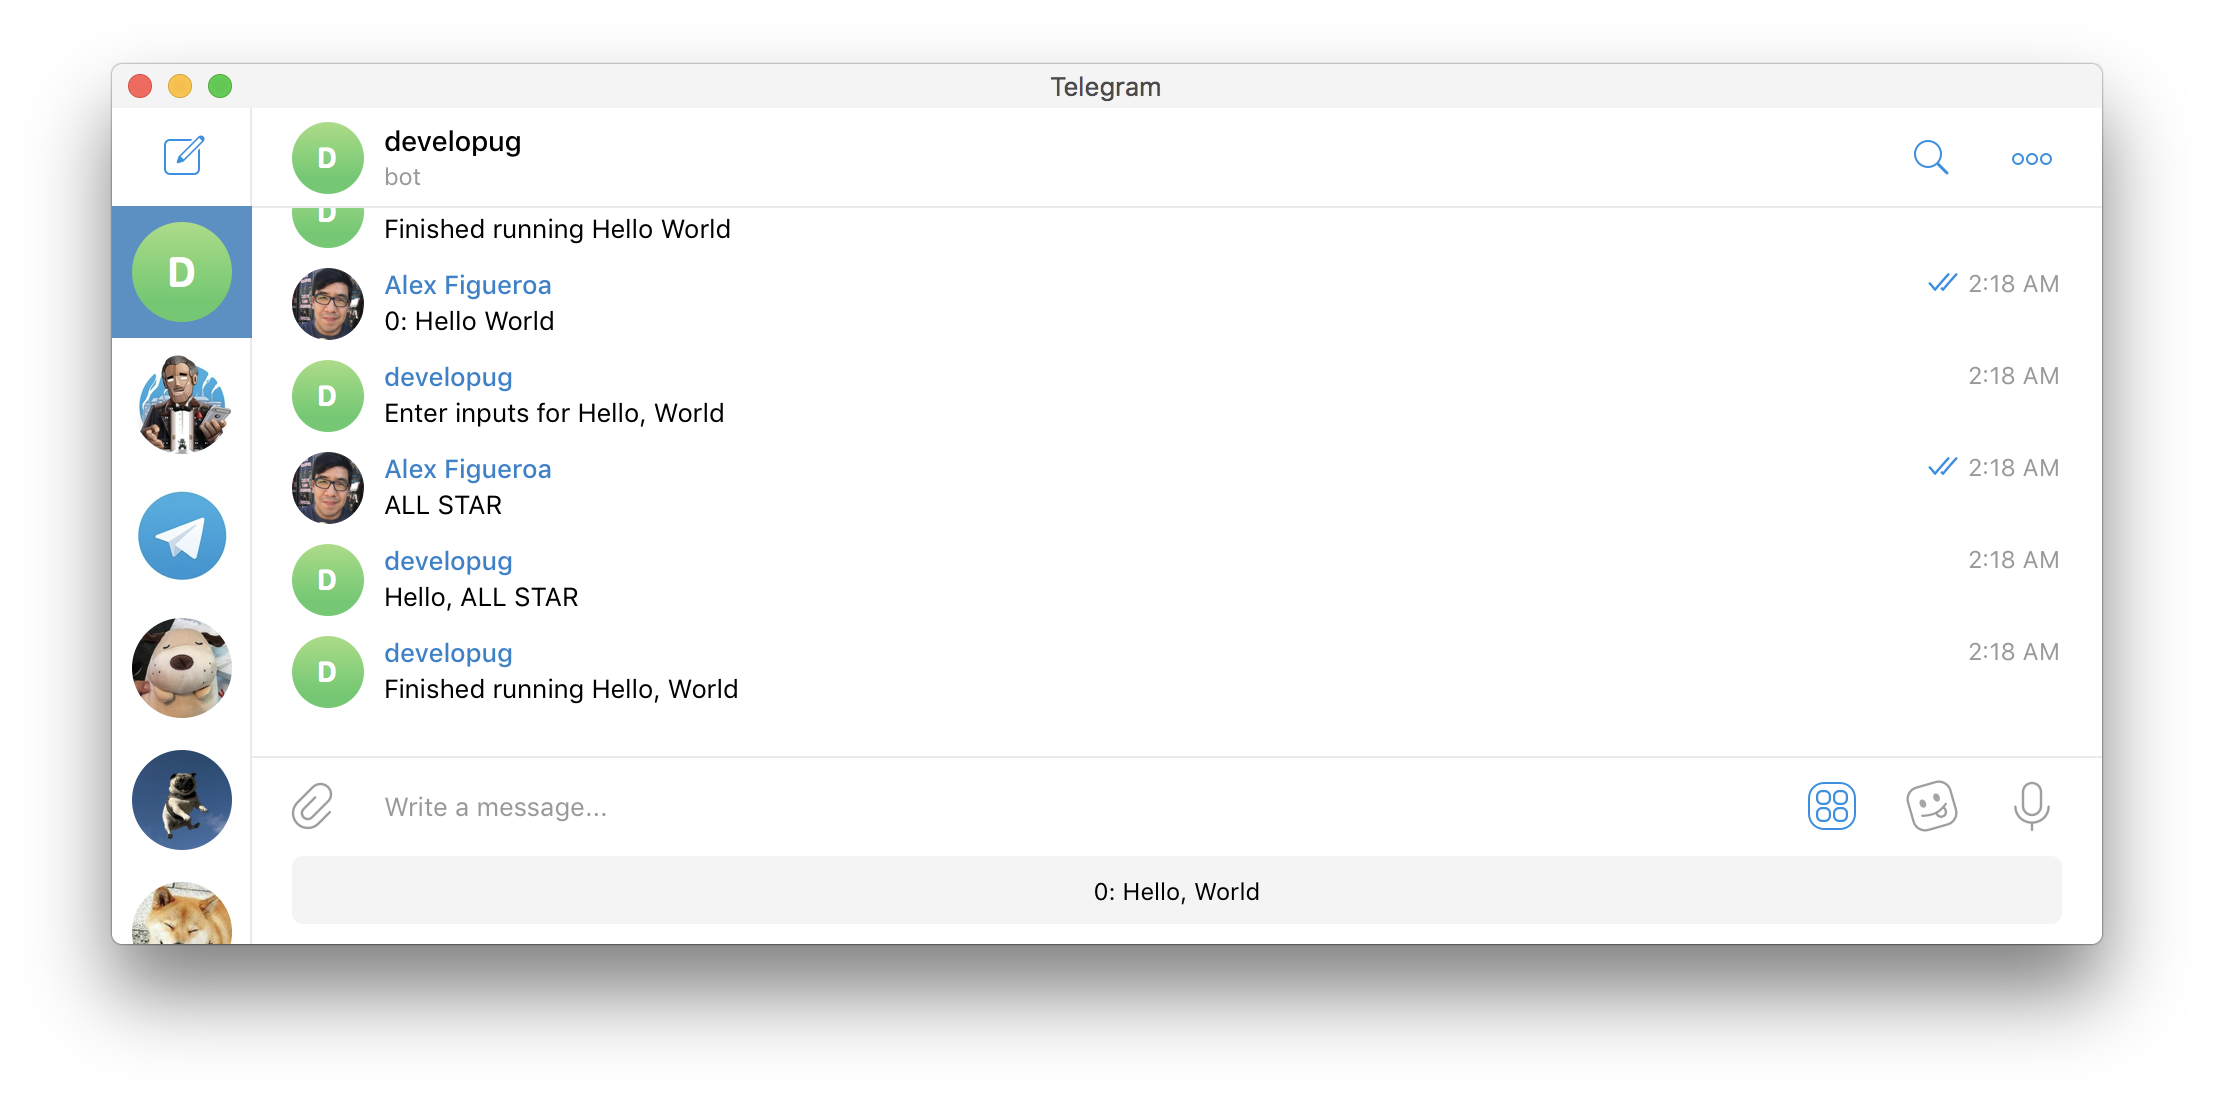 Telegram
D
developug
bot
D
D
Finished running Hello World
Alex Figueroa
2:18 AM
0: Hello World
D
developug
2:18 AM
Enter inputs for Hello, World
Alex Figueroa
2:18 AM
ALL STAR
D
developug
2:18 AM
Hello, ALL STAR
D
developug
2:18 AM
Finished running Hello, World
Write a message...
0: Hello, World